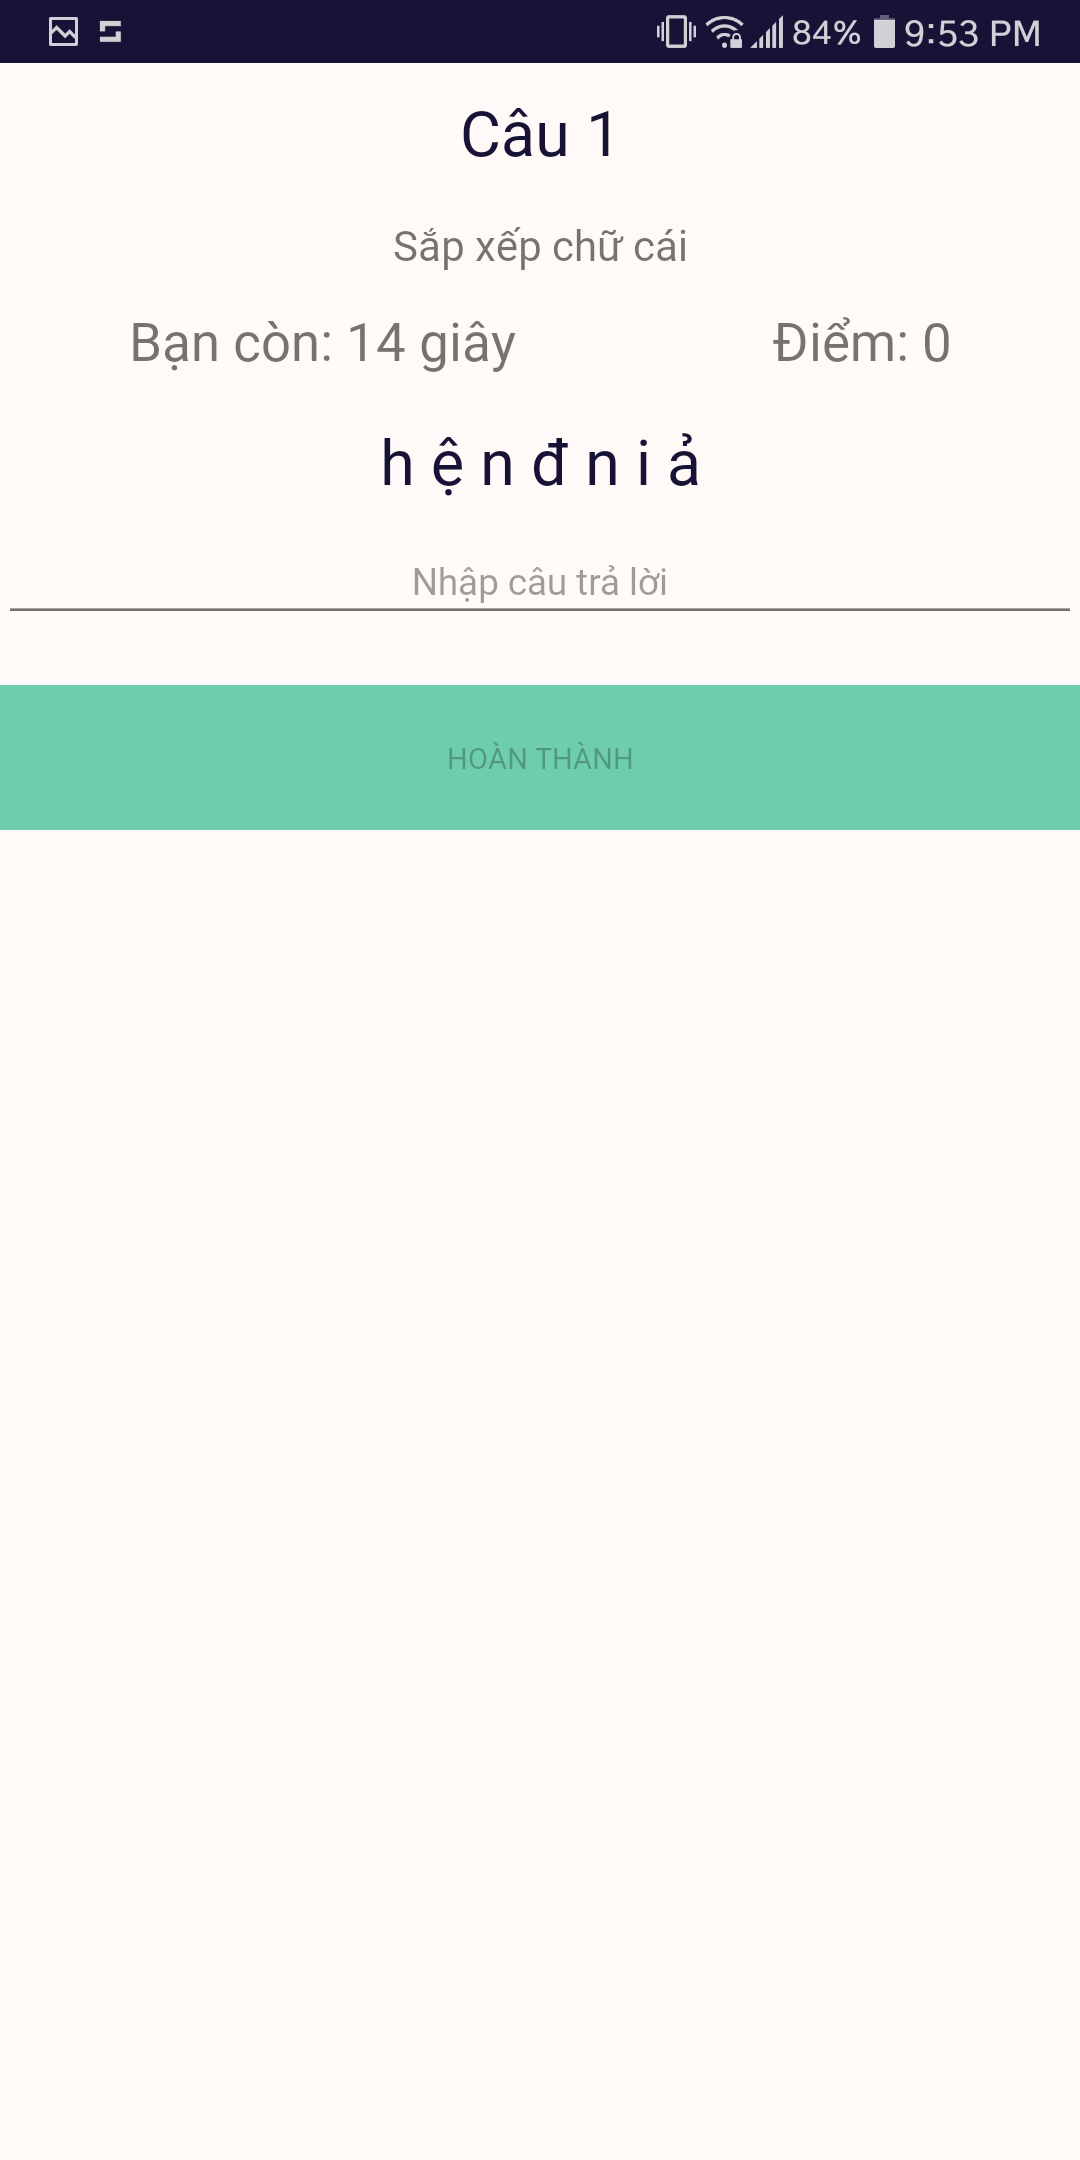 84% 9:53 PM
Câu 1
Sắp xếp chữ cái
Bạn còn: 14 giây Điểm: 0
h ệ n đ n i ả
Nhập câu trả lời
HOÀN THÀNH